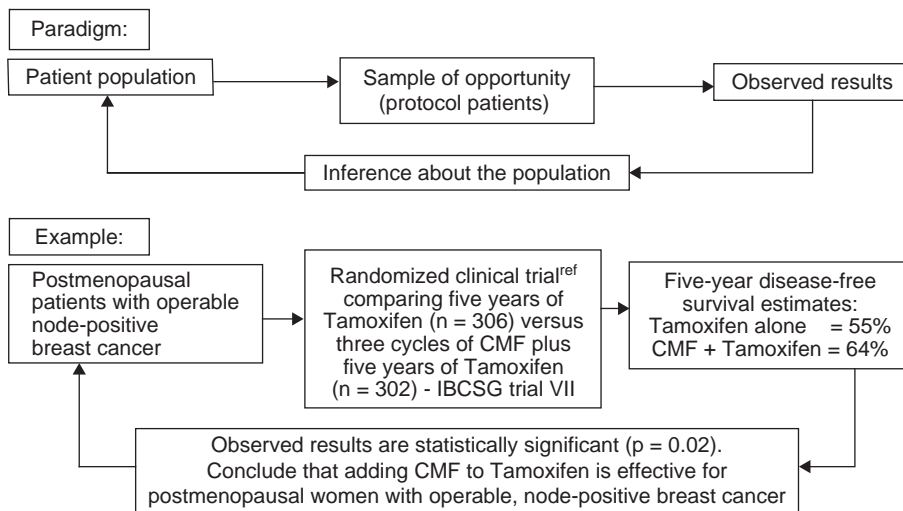 Paradigm:
Patient population
Sample of opportunity
(protocol patients)
Observed results
Inference about the population
Example:
Postmenopausal
patients with operable
node-positive
breast cancer
Randomized clinical trialref
comparing five years of
Tamoxifen (n = 306) versus
three cycles of CMF plus
five years of Tamoxifen
(n = 302) - IBCSG trial VII
Five-year disease-free
survival estimates:
Tamoxifen alone = 55%
CMF + Tamoxifen = 64%
Observed results are statistically significant (p = 0.02).
Conclude that adding CMF to Tamoxifen is effective for
postmenopausal women with operable, node-positive breast cancer